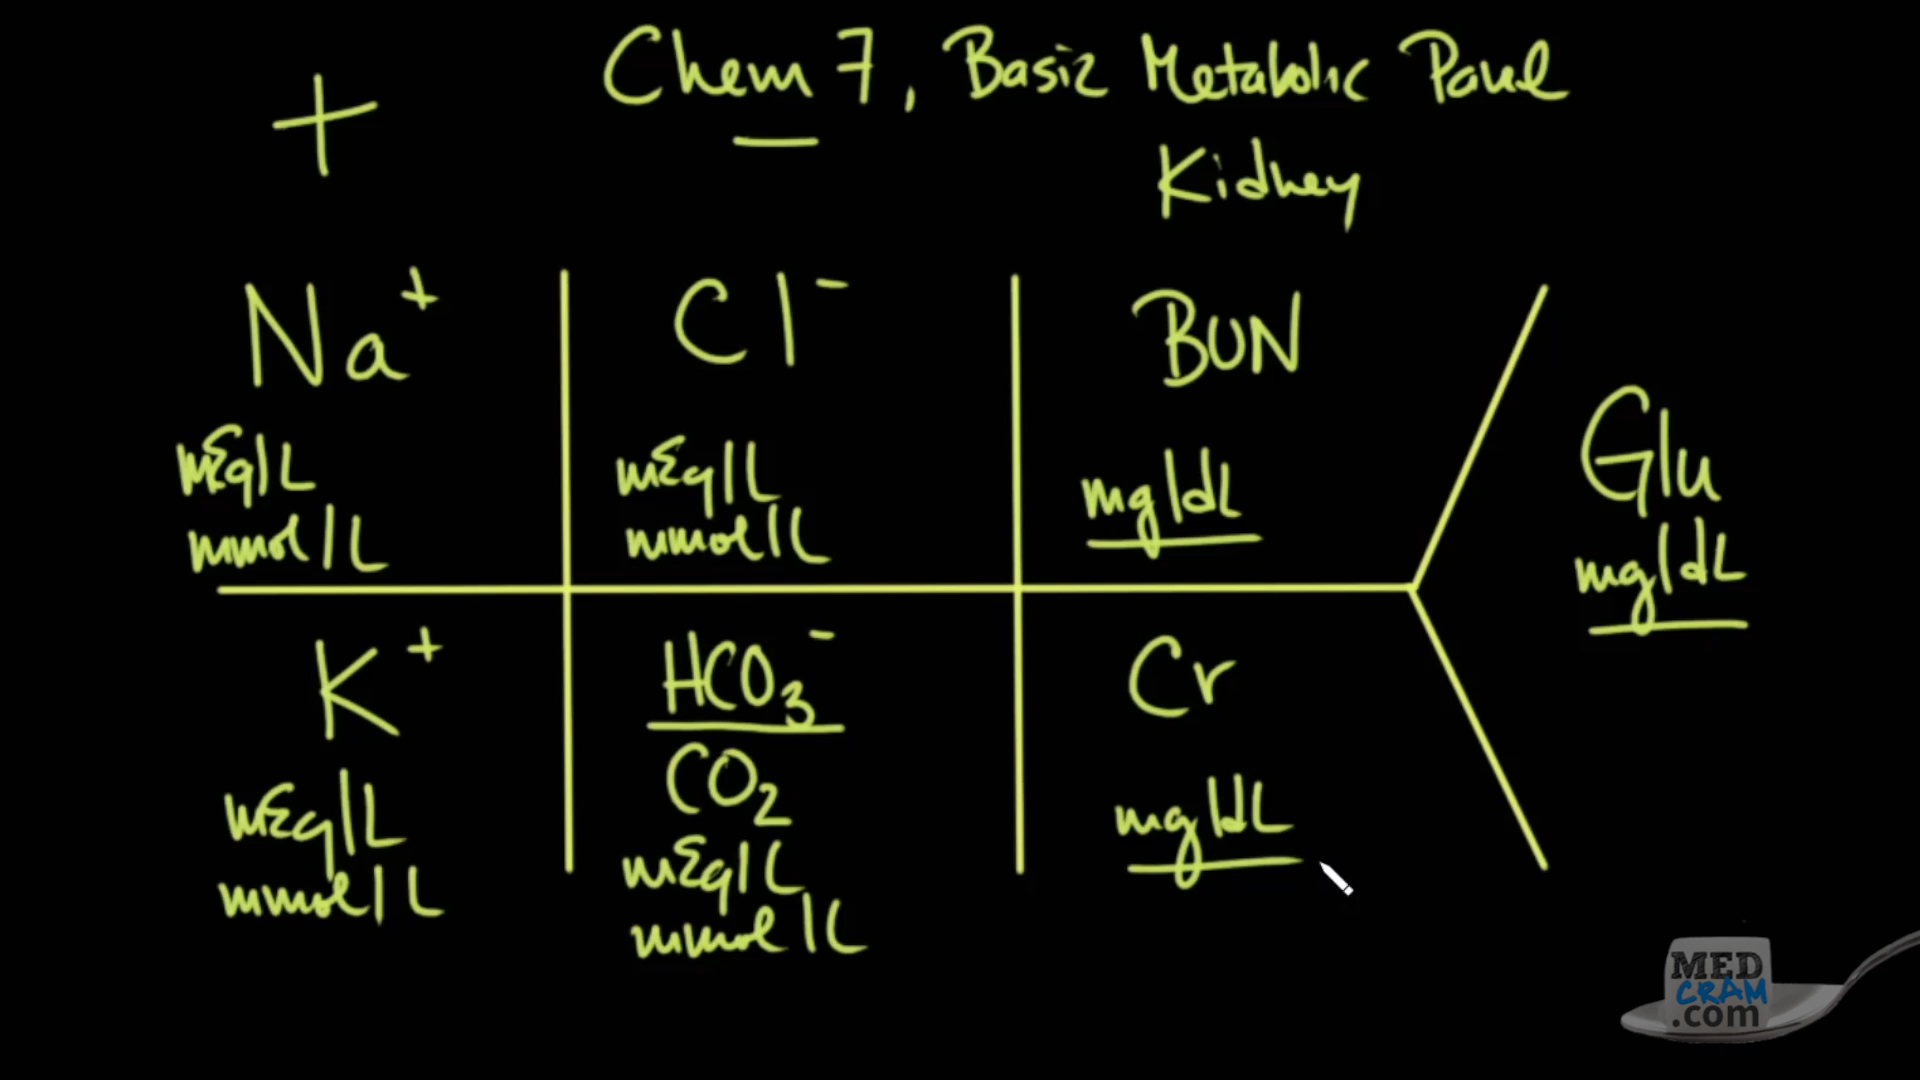 +
Chem 7, Basic Metabolic Panel
Kidney
Na+
Cl-
BUN
mEq/L
mmol/L
mEq/L
mmol/L
mg/dL
Glu
mg/dL
K+
HCO3-
CO2
Cr
mEq/L
mmol/L
mEq/L
mmol/L
mg/dL
MED
CRAM
.com